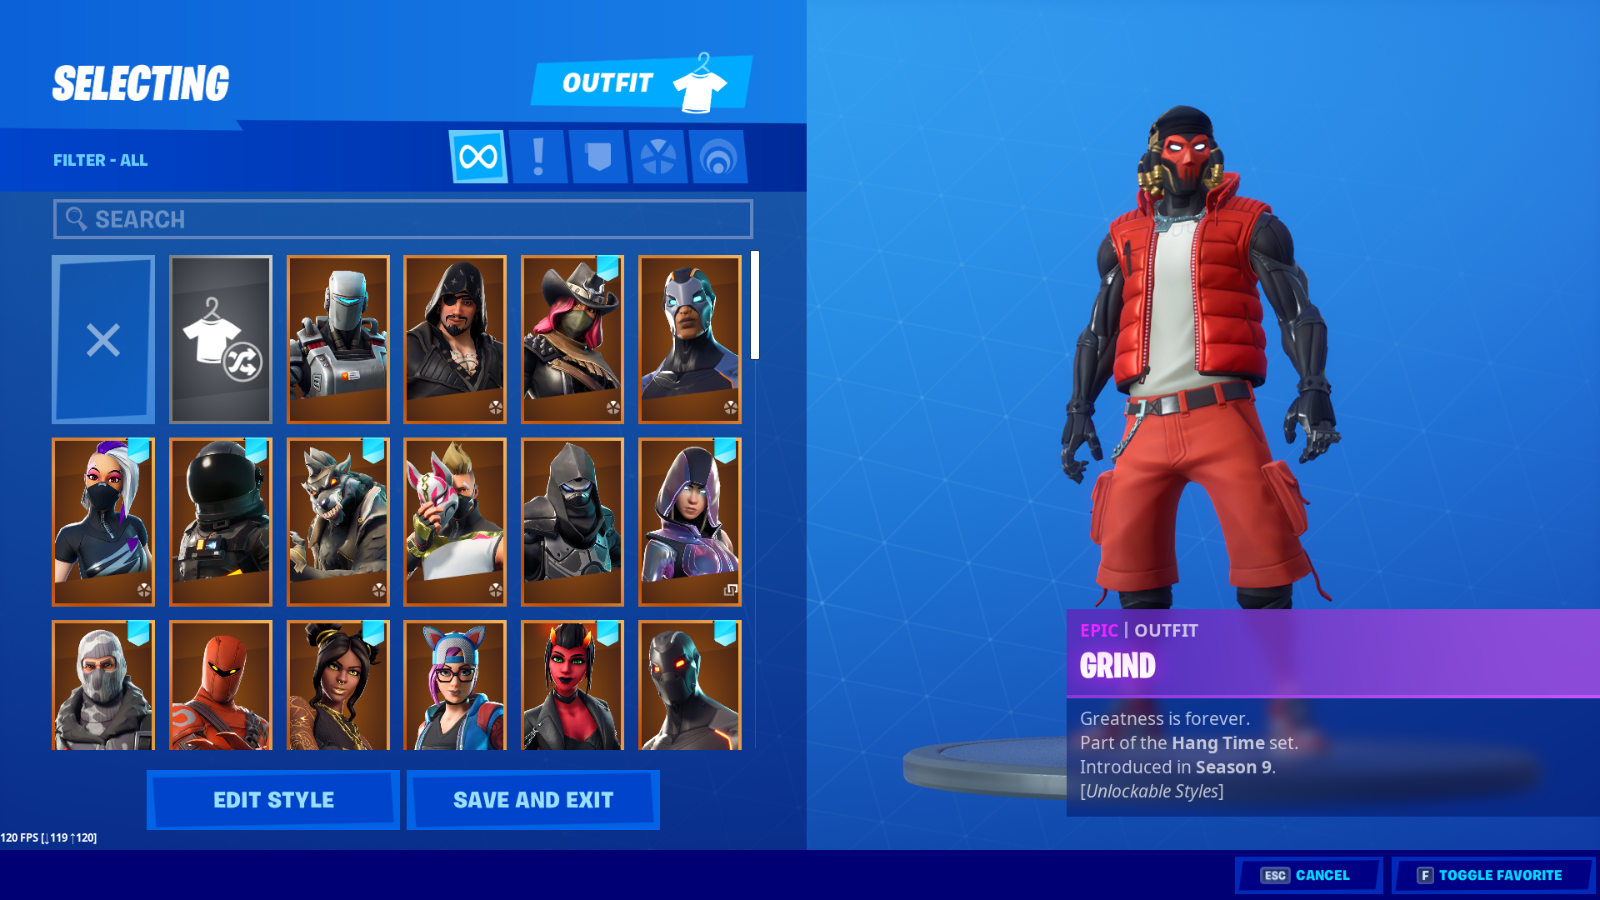 SELECTING
OUTFIT
FILTER - ALL
SEARCH
EPIC | OUTFIT
GRIND
Greatness is forever.
Part of the Hang Time set.
Introduced in Season 9.
[Unlockable Styles]
EDIT STYLE
SAVE AND EXIT
120 FPS [↓119 ↑120]
ESC CANCEL
F TOGGLE FAVORITE